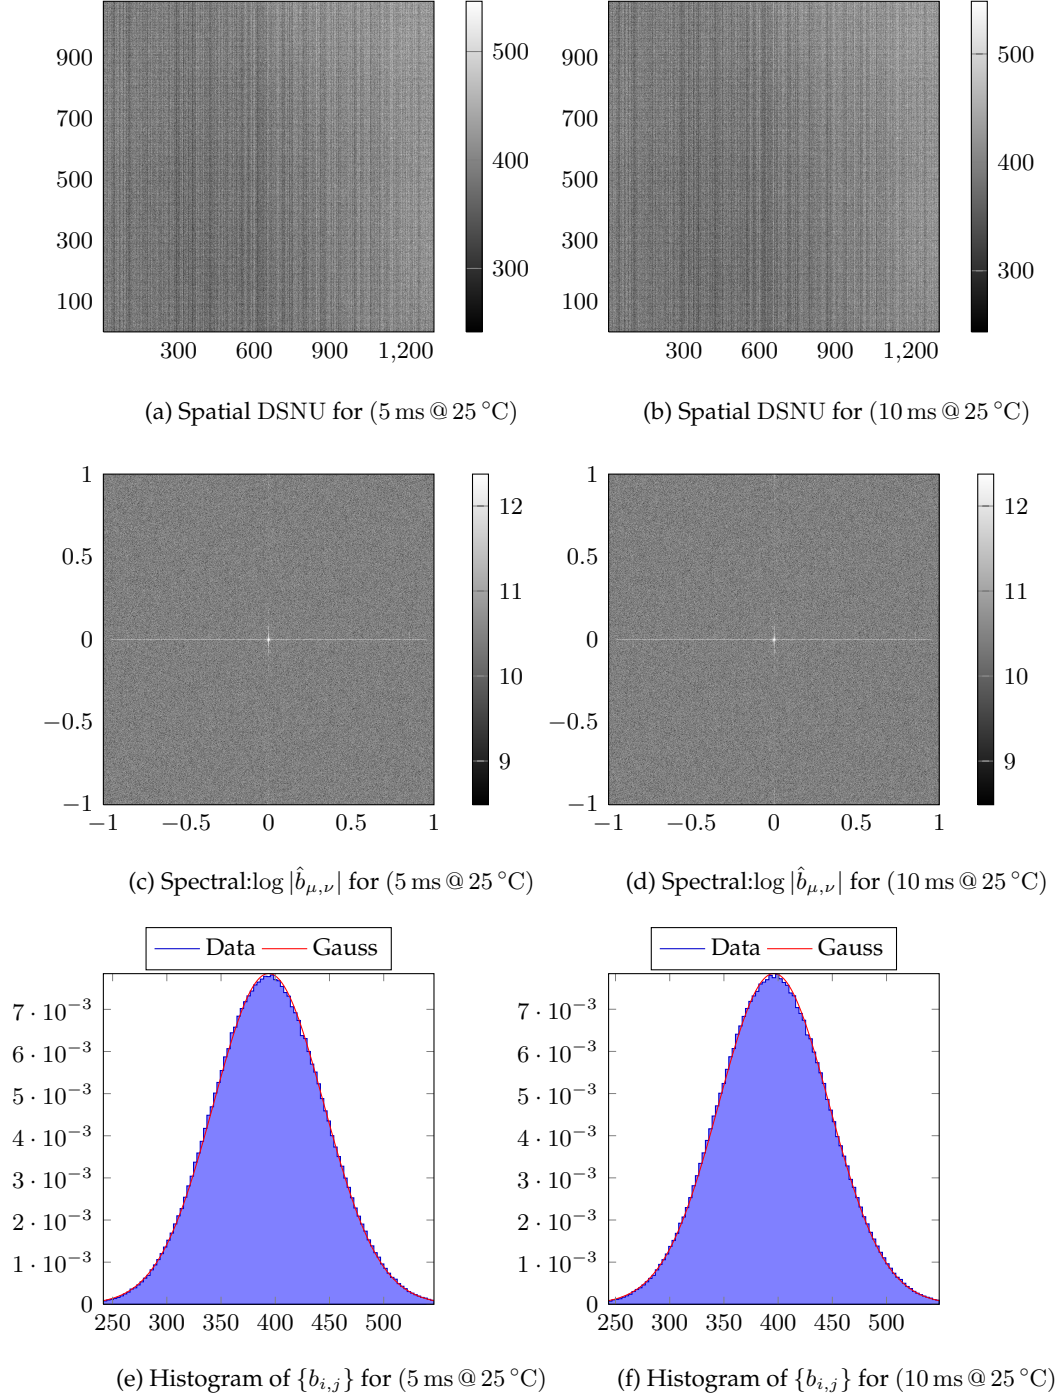 900
700
500
300
100
300 600 900 1,200
500
400
300
(a) Spatial DSNU for (5 ms @ 25 °C)
900
700
500
300
100
300 600 900 1,200
500
400
300
(b) Spatial DSNU for (10 ms @ 25 °C)
1
0.5
0
−0.5
−1
−1 −0.5 0 0.5 1
12
11
10
9
(c) Spectral:log |b̂μ,ν| for (5 ms @ 25 °C)
1
0.5
0
−0.5
−1
−1 −0.5 0 0.5 1
12
11
10
9
(d) Spectral:log |b̂μ,ν| for (10 ms @ 25 °C)
Data Gauss
7 · 10⁻³
6 · 10⁻³
5 · 10⁻³
4 · 10⁻³
3 · 10⁻³
2 · 10⁻³
1 · 10⁻³
0
250 300 350 400 450 500
(e) Histogram of {bi,j} for (5 ms @ 25 °C)
Data Gauss
7 · 10⁻³
6 · 10⁻³
5 · 10⁻³
4 · 10⁻³
3 · 10⁻³
2 · 10⁻³
1 · 10⁻³
0
250 300 350 400 450 500
(f) Histogram of {bi,j} for (10 ms @ 25 °C)